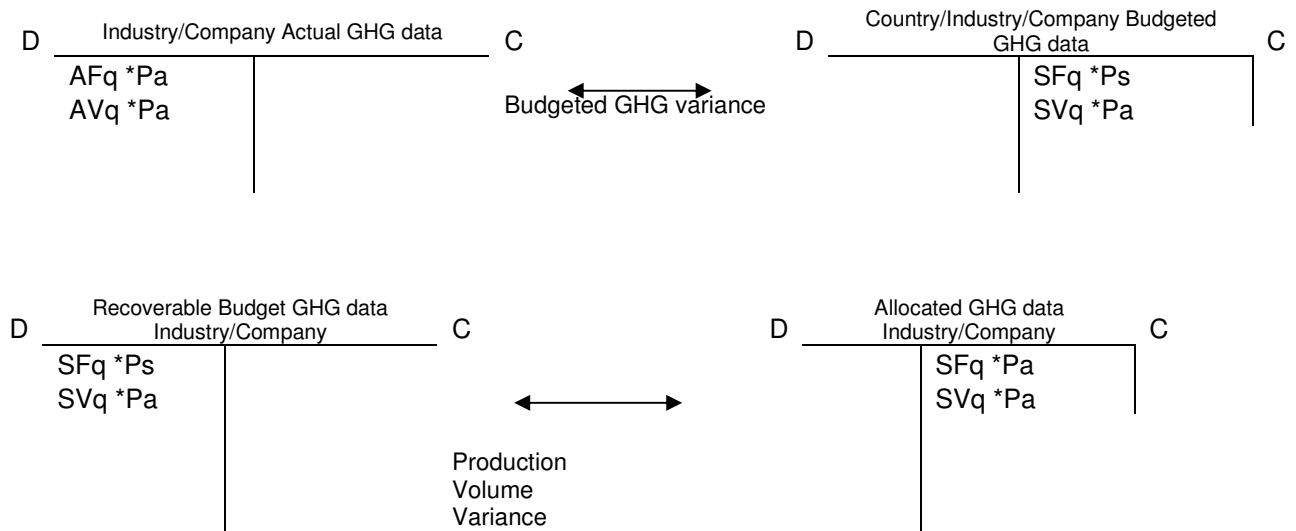 Industry/Company Actual GHG data
D
C
AFq *Pa
AVq *Pa
Budgeted GHG variance
Country/Industry/Company Budgeted
GHG data
D
C
SFq *Ps
SVq *Pa
Recoverable Budget GHG data
Industry/Company
D
C
SFq *Ps
SVq *Pa
Production
Volume
Variance
Allocated GHG data
Industry/Company
D
C
SFq *Pa
SVq *Pa